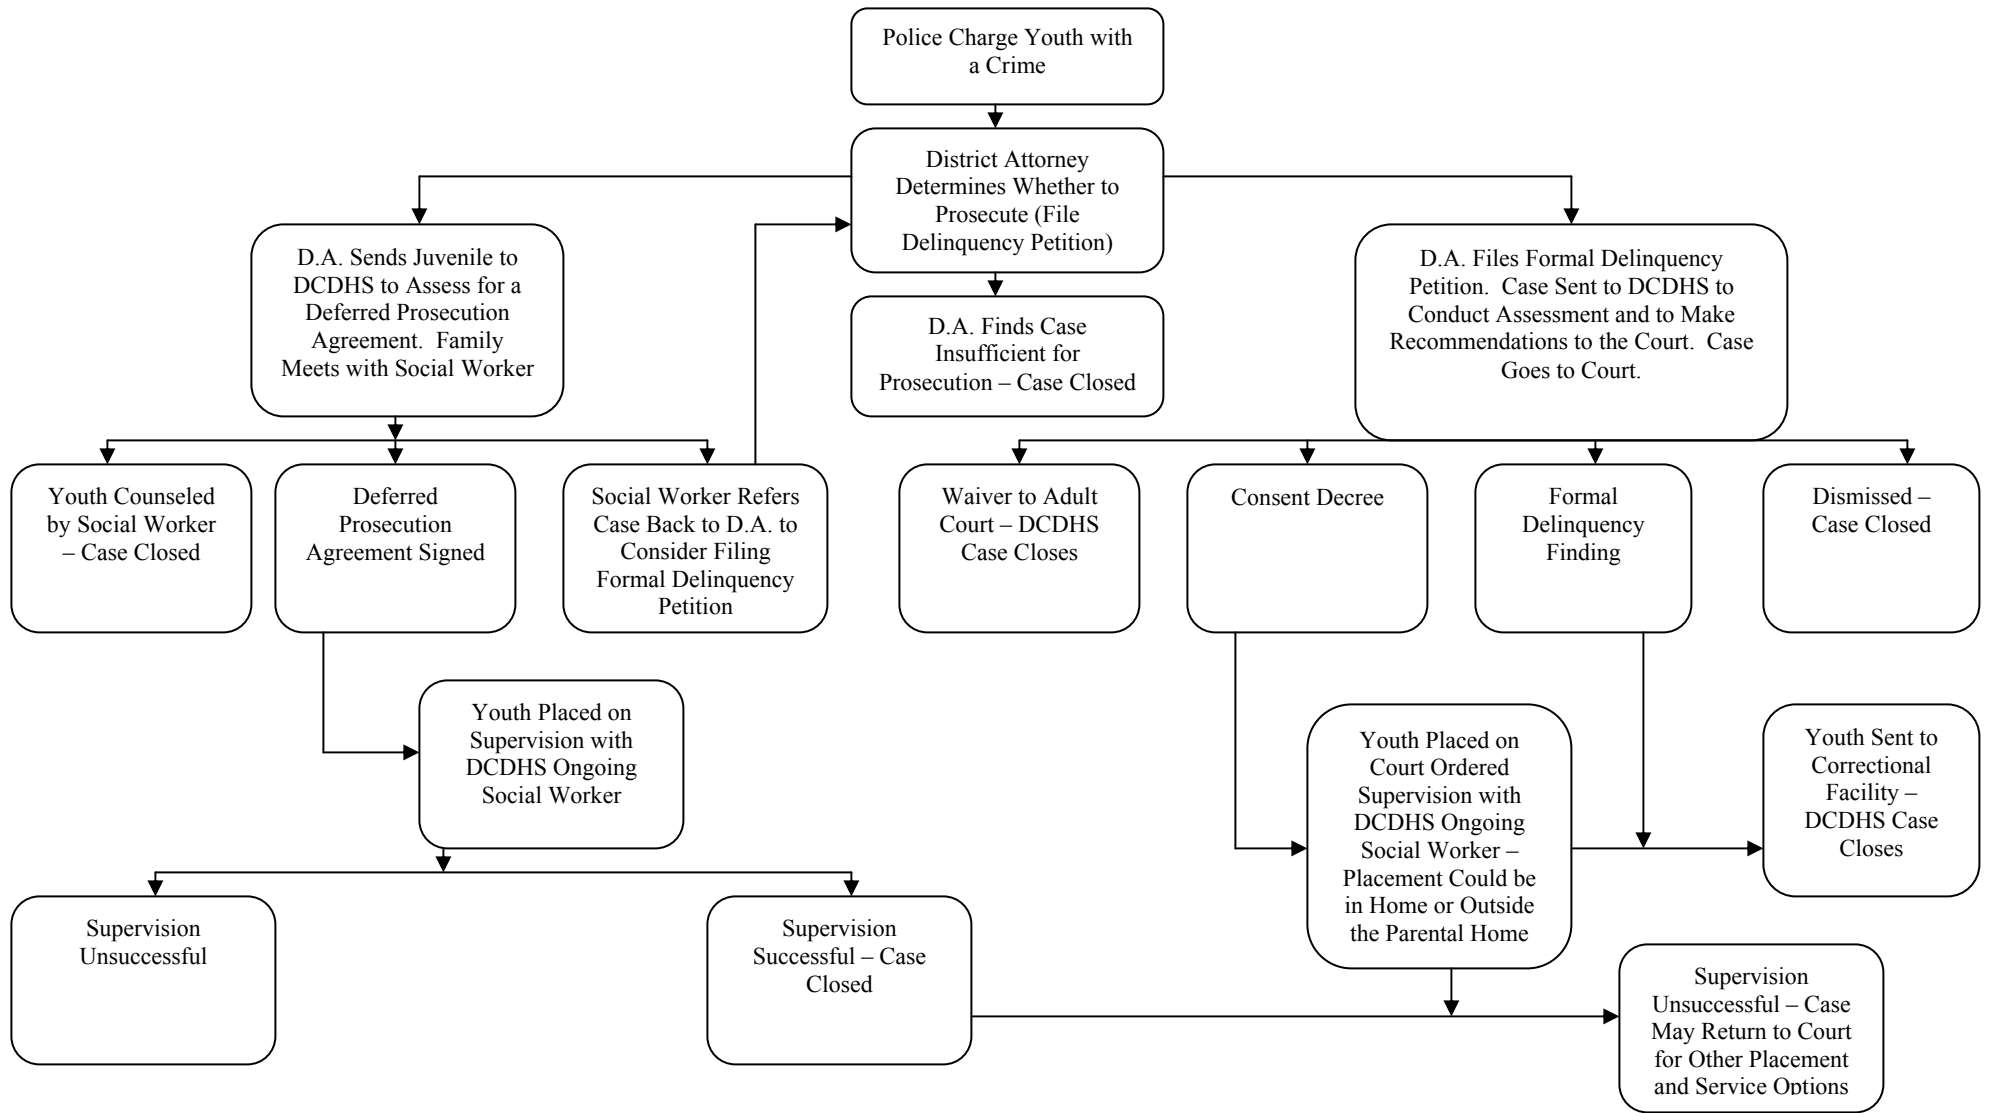 Police Charge Youth with
a Crime
District Attorney
Determines Whether to
Prosecute (File
Delinquency Petition)
D.A. Sends Juvenile to
DCDHS to Assess for a
Deferred Prosecution
Agreement.  Family
Meets with Social Worker
D.A. Finds Case
Insufficient for
Prosecution – Case Closed
D.A. Files Formal Delinquency
Petition.  Case Sent to DCDHS to
Conduct Assessment and to Make
Recommendations to the Court.  Case
Goes to Court.
Youth Counseled
by Social Worker
– Case Closed
Deferred
Prosecution
Agreement Signed
Social Worker Refers
Case Back to D.A. to
Consider Filing
Formal Delinquency
Petition
Waiver to Adult
Court – DCDHS
Case Closes
Consent Decree
Formal
Delinquency
Finding
Dismissed –
Case Closed
Youth Placed on
Supervision with
DCDHS Ongoing
Social Worker
Youth Placed on
Court Ordered
Supervision with
DCDHS Ongoing
Social Worker –
Placement Could be
in Home or Outside
the Parental Home
Youth Sent to
Correctional
Facility –
DCDHS Case
Closes
Supervision
Unsuccessful
Supervision
Successful – Case
Closed
Supervision
Unsuccessful – Case
May Return to Court
for Other Placement
and Service Options